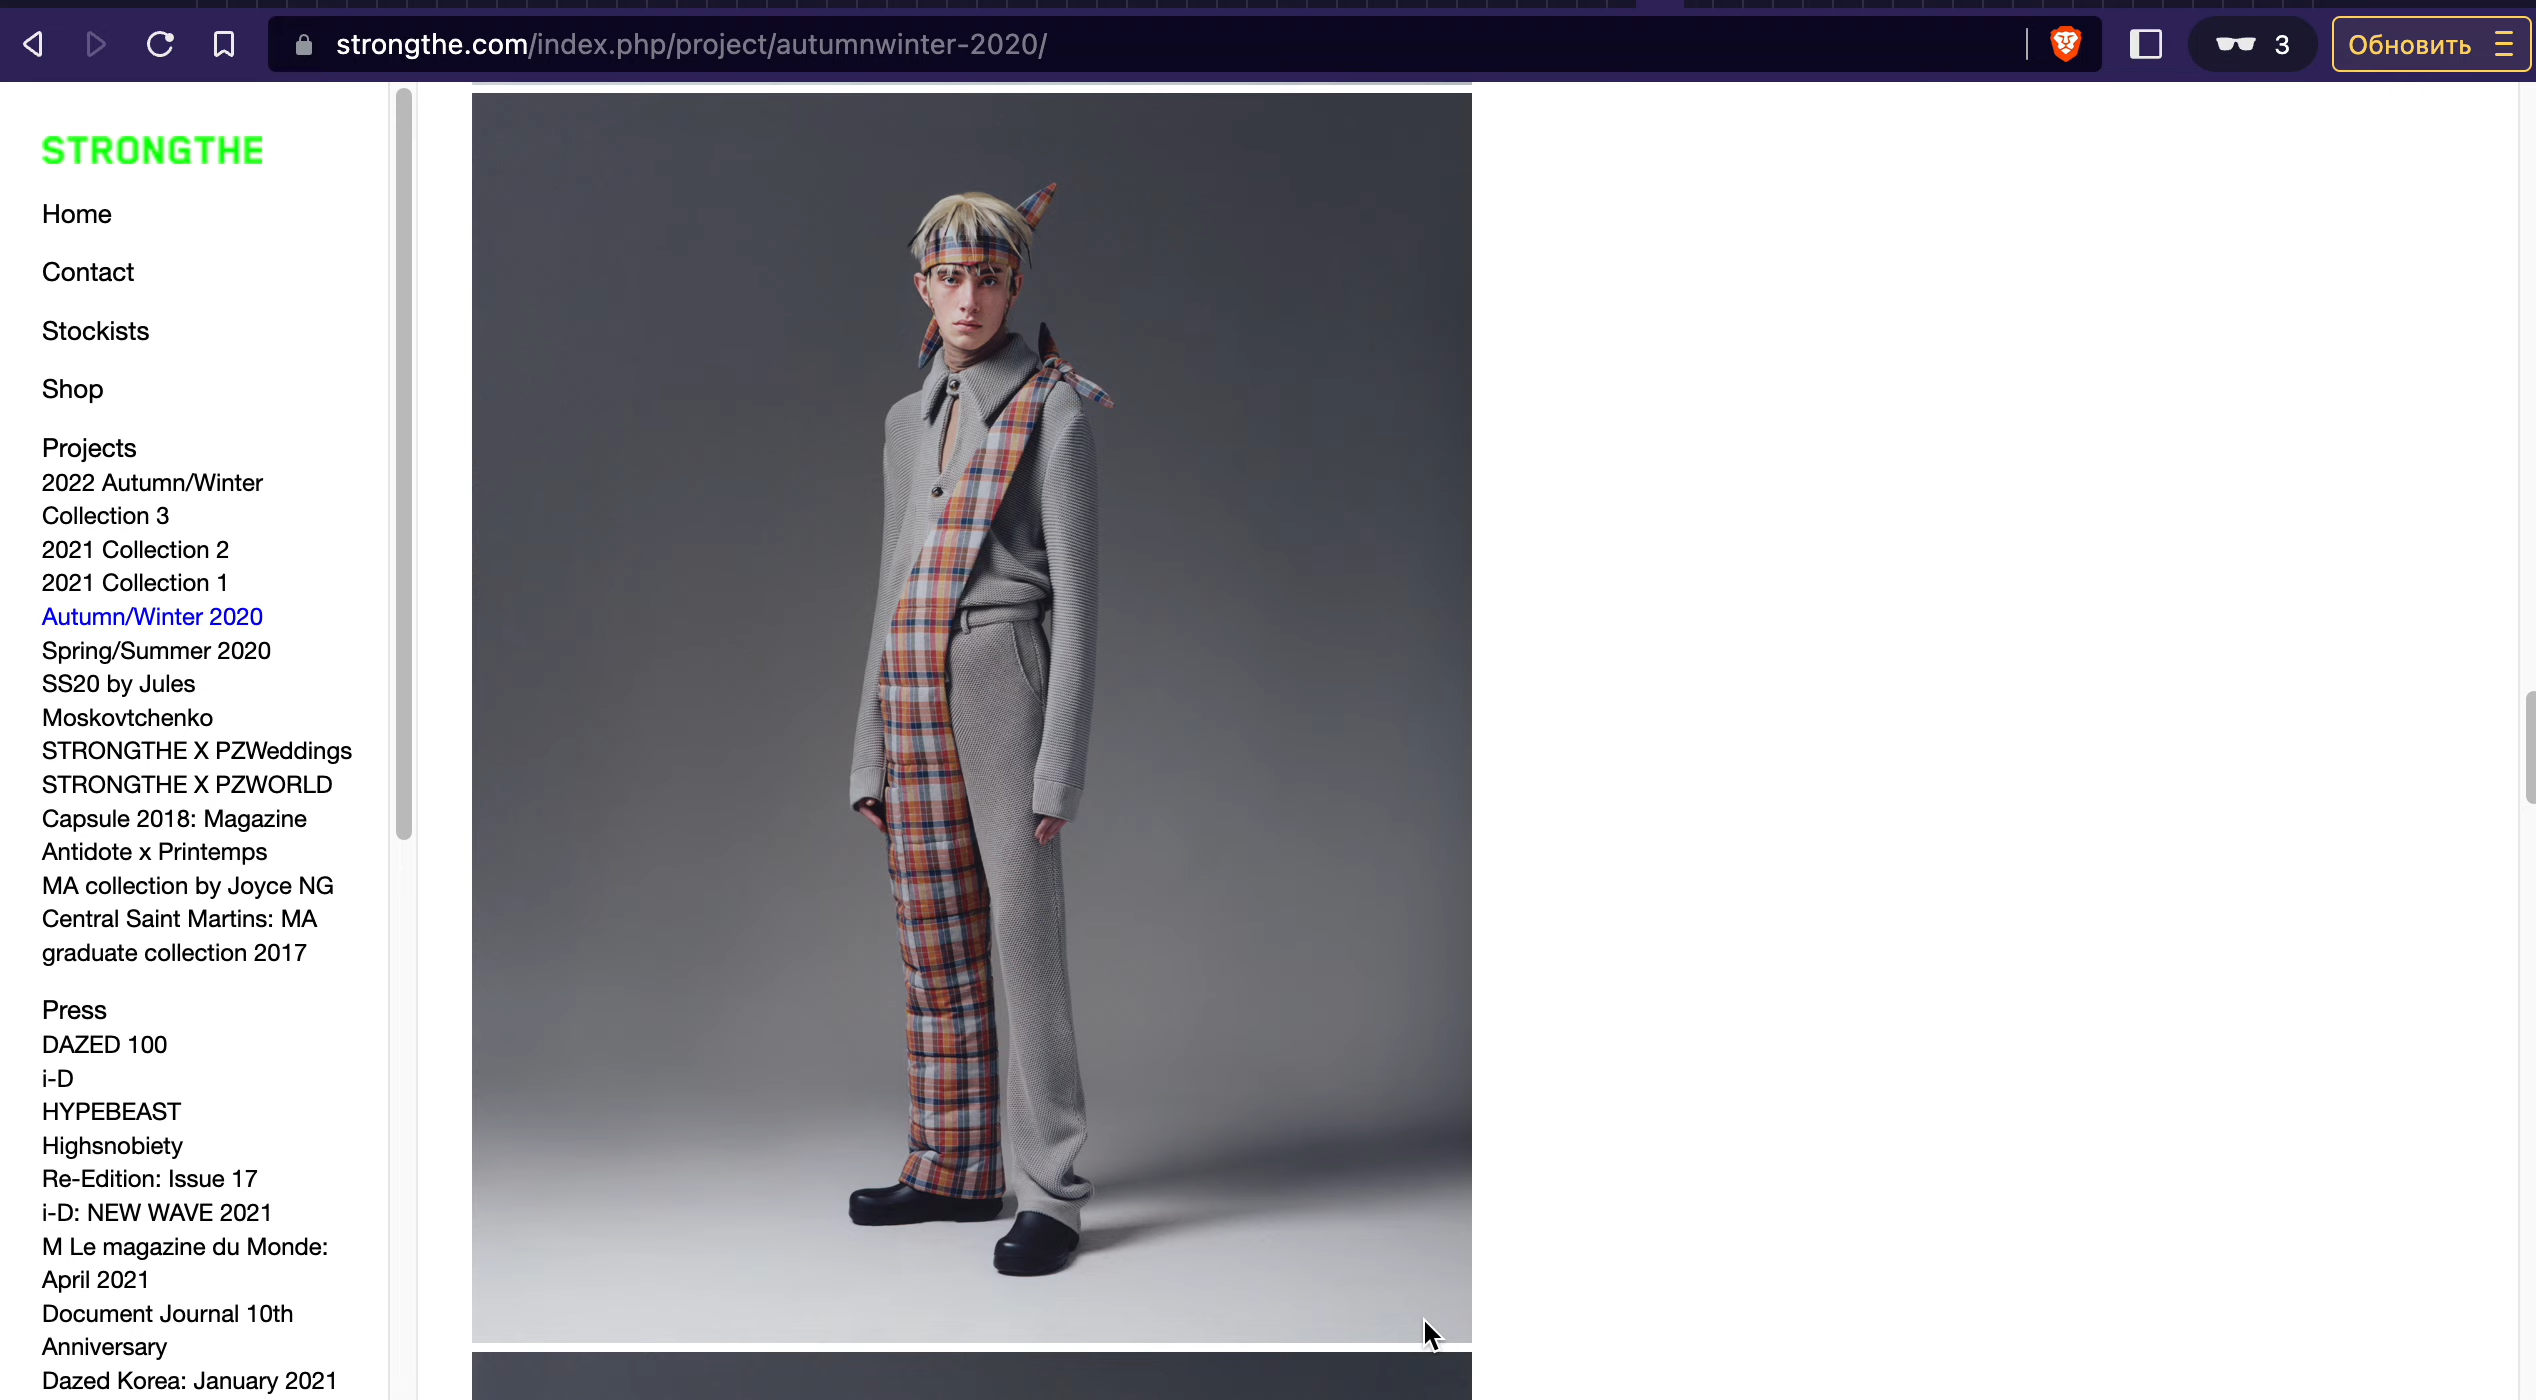 strongthe.com/index.php/project/autumnwinter-2020/
3
Обновить
STRONGTHE
Home
Contact
Stockists
Shop
Projects
2022 Autumn/Winter
Collection 3
2021 Collection 2
2021 Collection 1
Autumn/Winter 2020
Spring/Summer 2020
SS20 by Jules
Moskovtchenko
STRONGTHE X PZWeddings
STRONGTHE X PZWORLD
Capsule 2018: Magazine
Antidote x Printemps
MA collection by Joyce NG
Central Saint Martins: MA
graduate collection 2017
Press
DAZED 100
i-D
HYPEBEAST
Highsnobiety
Re-Edition: Issue 17
i-D: NEW WAVE 2021
M Le magazine du Monde:
April 2021
Document Journal 10th
Anniversary
Dazed Korea: January 2021